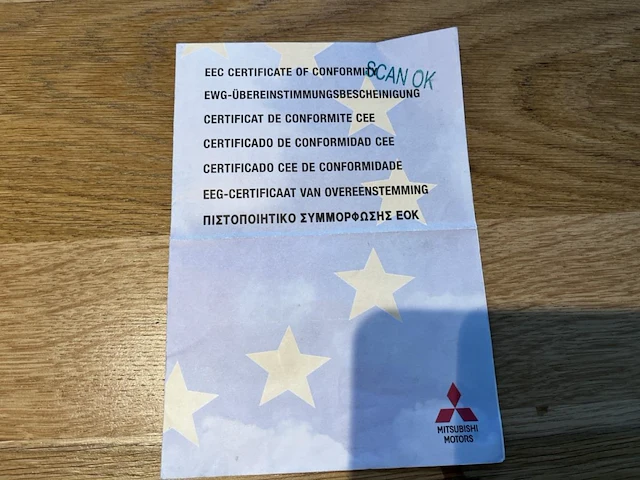 EEC CERTIFICATE OF CONFORMITY
SCAN OK
EWG-ÜBEREINSTIMMUNGSBESCHEINIGUNG
CERTIFICAT DE CONFORMITE CEE
CERTIFICADO DE CONFORMIDAD CEE
CERTIFICADO CEE DE CONFORMIDADE
EEG-CERTIFICAAT VAN OVEREENSTEMMING
ΠΙΣΤΟΠΟΙΗΤΙΚΟ ΣΥΜΜΟΡΦΩΣΗΣ ΕΟΚ
MITSUBISHI
MOTORS